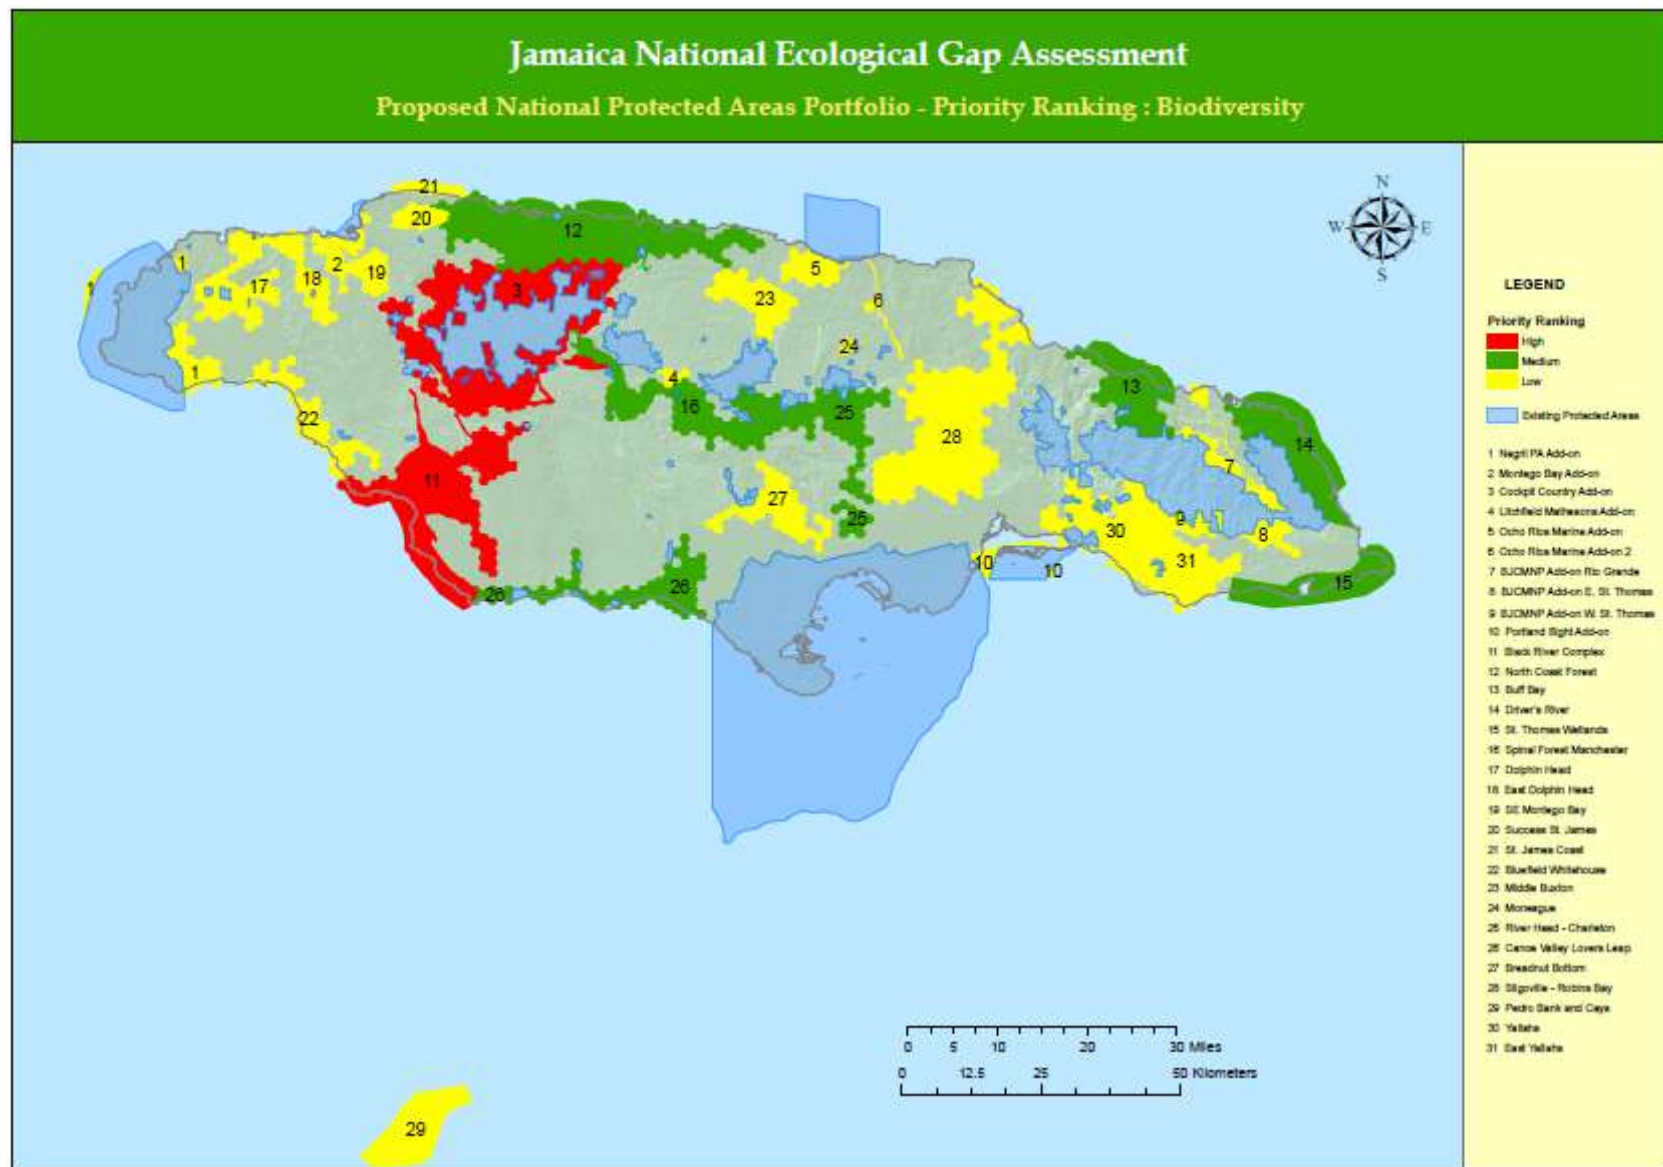 Jamaica National Ecological Gap Assessment
Proposed National Protected Areas Portfolio - Priority Ranking : Biodiversity
N
W E
S
21
20
12
1
1
17
18
2
19
3
5
23
6
24
4
1
22
16
25
13
14
28
7
11
27
25
30
9
8
31
10
10
15
26
26
29
0 5 10 20 30 Miles
0 12.5 25 50 Kilometers
LEGEND
Priority Ranking
High
Medium
Low
Existing Protected Areas
1 Negril PA Add-on
2 Montego Bay Add-on
3 Cockpit Country Add-on
4 Litchfield Mathesons Add-on
5 Ocho Rios Marine Add-on
6 Ocho Rios Marine Add-on 2
7 BJCMNP Add-on Rio Grande
8 BJCMNP Add-on E. St. Thomas
9 BJCMNP Add-on W. St. Thomas
10 Portland Bight Add-on
11 Black River Complex
12 North Coast Forest
13 Buff Bay
14 Driver's River
15 St. Thomas Wetlands
16 Spinal Forest Manchester
17 Dolphin Head
18 East Dolphin Head
19 SE Montego Bay
20 Success St. James
21 St. James Coast
22 Bluefield Whitehouse
23 Middle Buxton
24 Moneague
25 River Head - Charleton
26 Canoe Valley Lovers Leap
27 Breadnut Bottom
28 Sligoville - Robins Bay
29 Pedro Bank and Cays
30 Yallahs
31 East Yallahs